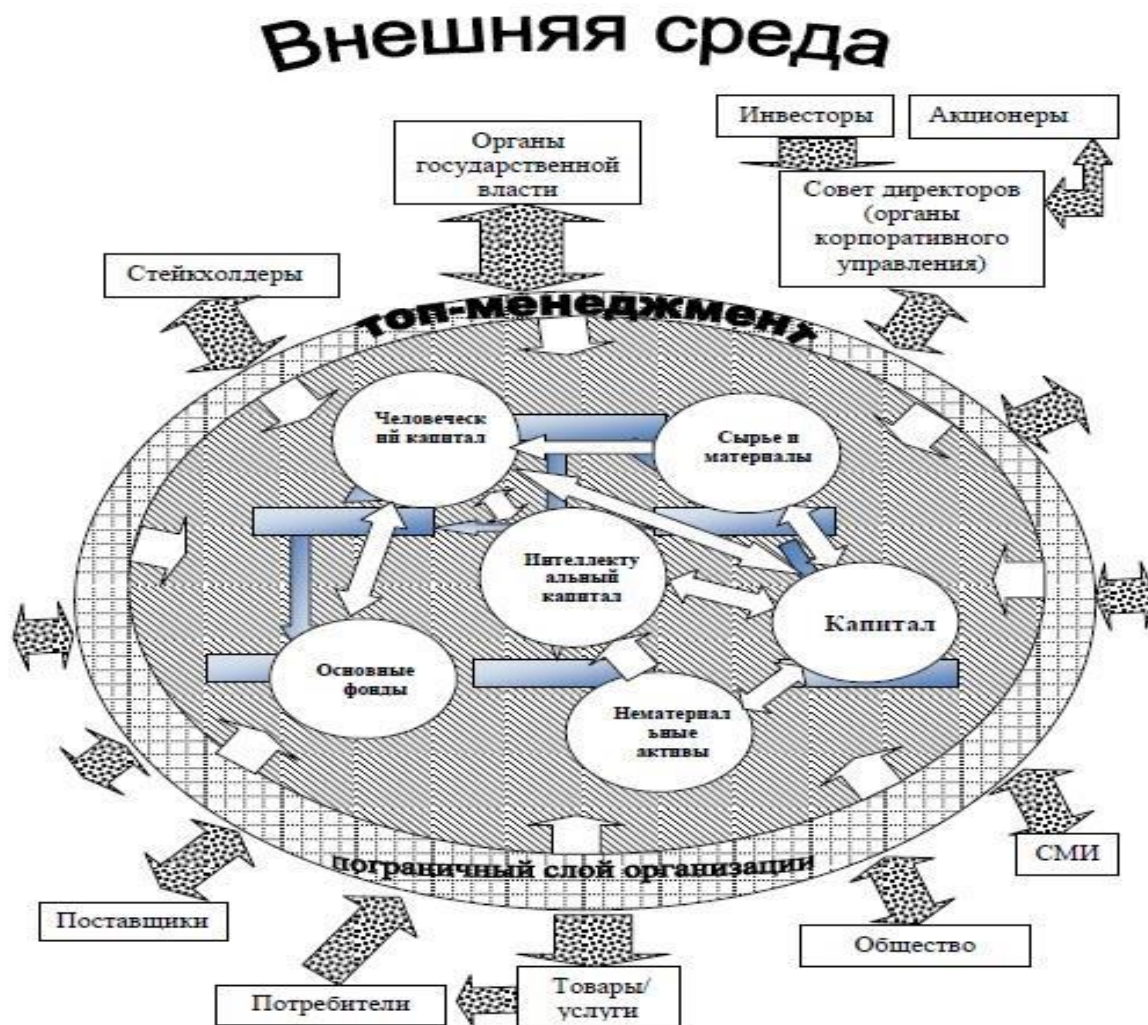 Внешняя среда
Инвесторы
Акционеры
Органы
государственной
власти
Совет директоров
(органы
корпоративного
управления)
Стейкхолдеры
топ-менеджмент
Человеческ
ий капитал
Сырье и
материалы
Интеллекту
альный
капитал
Капитал
Основные
фонды
Нематериал
ьные
активы
пограничный слой организации
СМИ
Поставщики
Общество
Потребители
Товары/
услуги